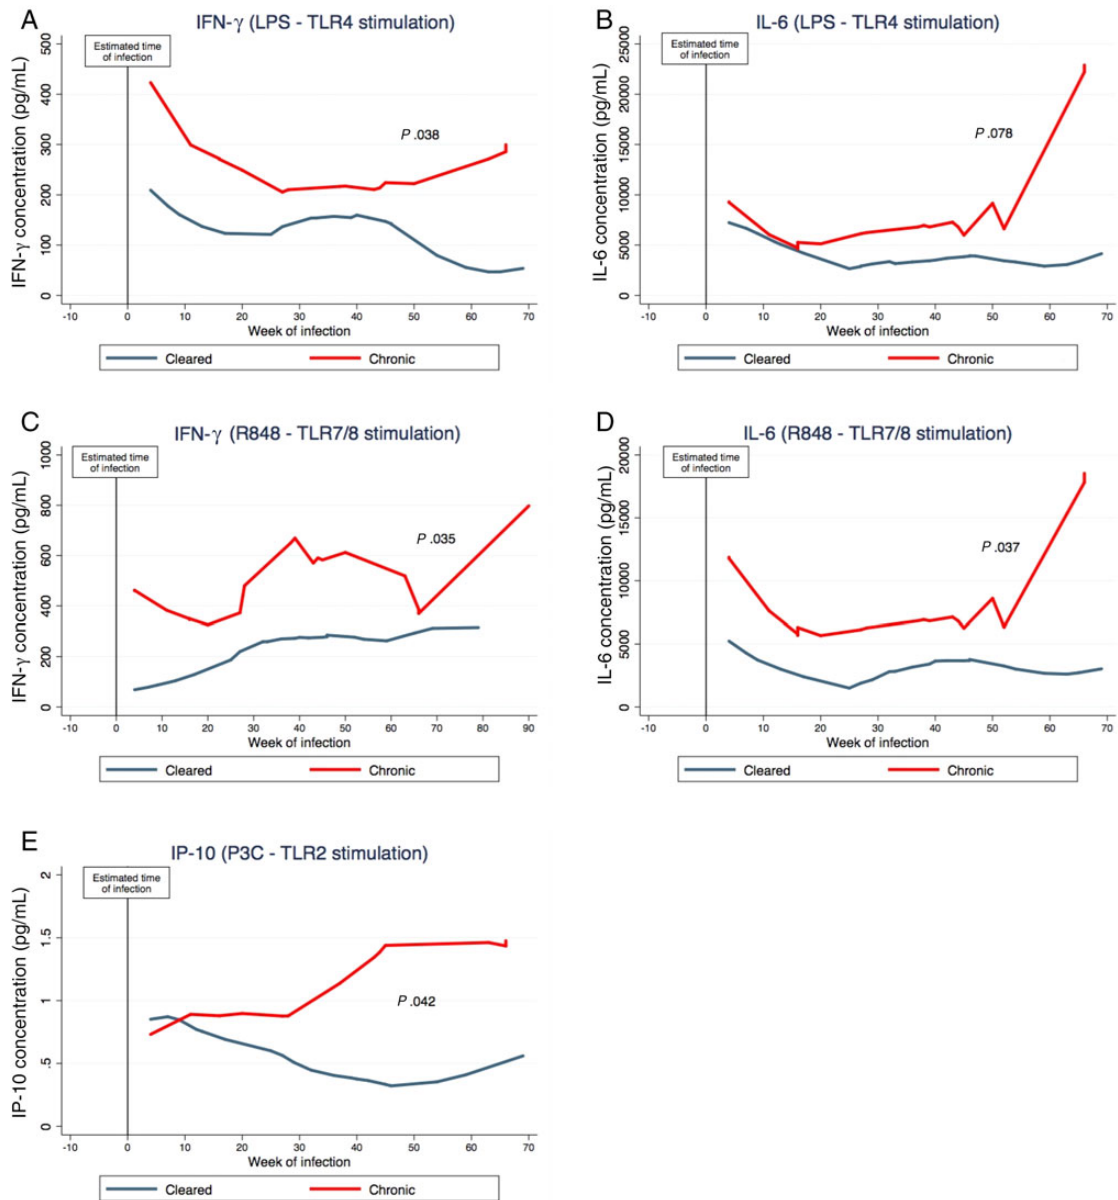 A
IFN-γ (LPS - TLR4 stimulation)
Estimated time
of infection
IFN-γ concentration (pg/mL)
500
400
300
200
100
0
P .038
-10 0 10 20 30 40 50 60 70
Week of infection
Cleared Chronic
B
IL-6 (LPS - TLR4 stimulation)
Estimated time
of infection
IL-6 concentration (pg/mL)
25000
20000
15000
10000
5000
0
P .078
-10 0 10 20 30 40 50 60 70
Week of infection
Cleared Chronic
C
IFN-γ (R848 - TLR7/8 stimulation)
Estimated time
of infection
IFN-γ concentration (pg/mL)
1000
800
600
400
200
0
P .035
-10 0 10 20 30 40 50 60 70 80 90
Week of infection
Cleared Chronic
D
IL-6 (R848 - TLR7/8 stimulation)
Estimated time
of infection
IL-6 concentration (pg/mL)
20000
15000
10000
5000
0
P .037
-10 0 10 20 30 40 50 60 70
Week of infection
Cleared Chronic
E
IP-10 (P3C - TLR2 stimulation)
Estimated time
of infection
IP-10 concentration (pg/mL)
2
1.5
1
.5
0
P .042
-10 0 10 20 30 40 50 60 70
Week of infection
Cleared Chronic